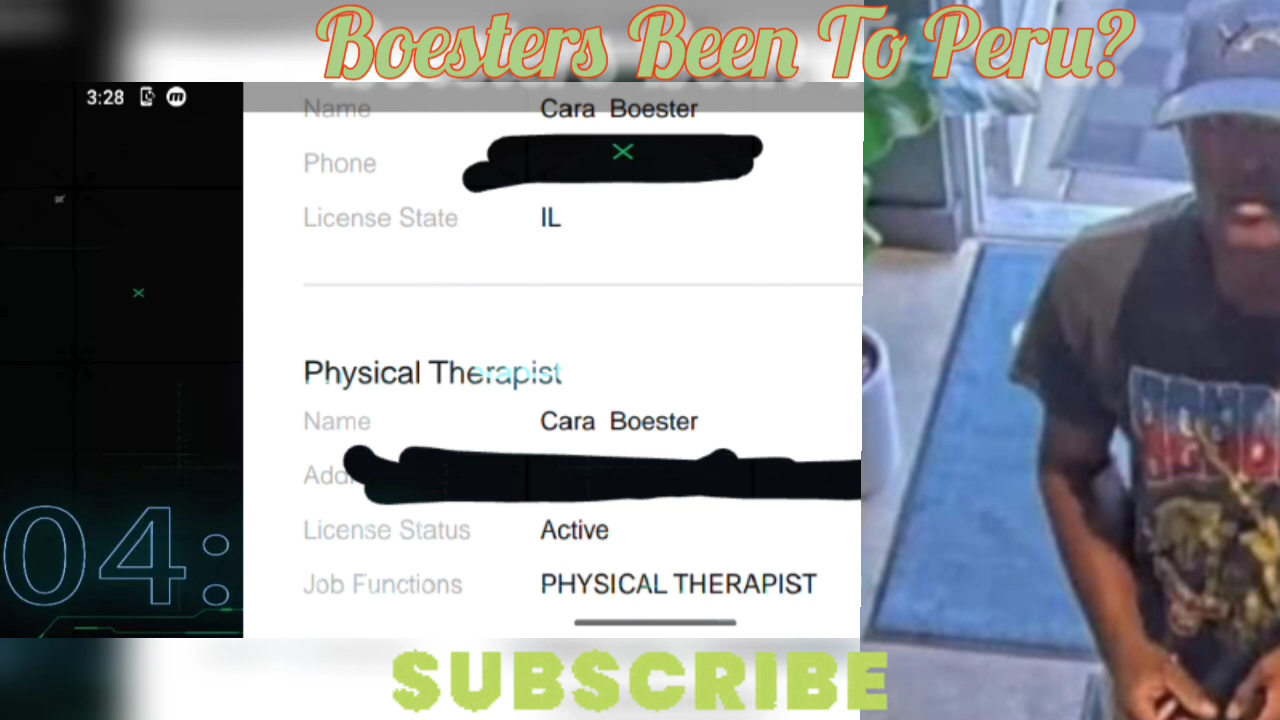 Boesters Been To Peru?
3:28
Name Cara Boester
Phone
License State IL
Physical Therapist
Name Cara Boester
License Status Active
Job Functions PHYSICAL THERAPIST
04:
SUBSCRIBE